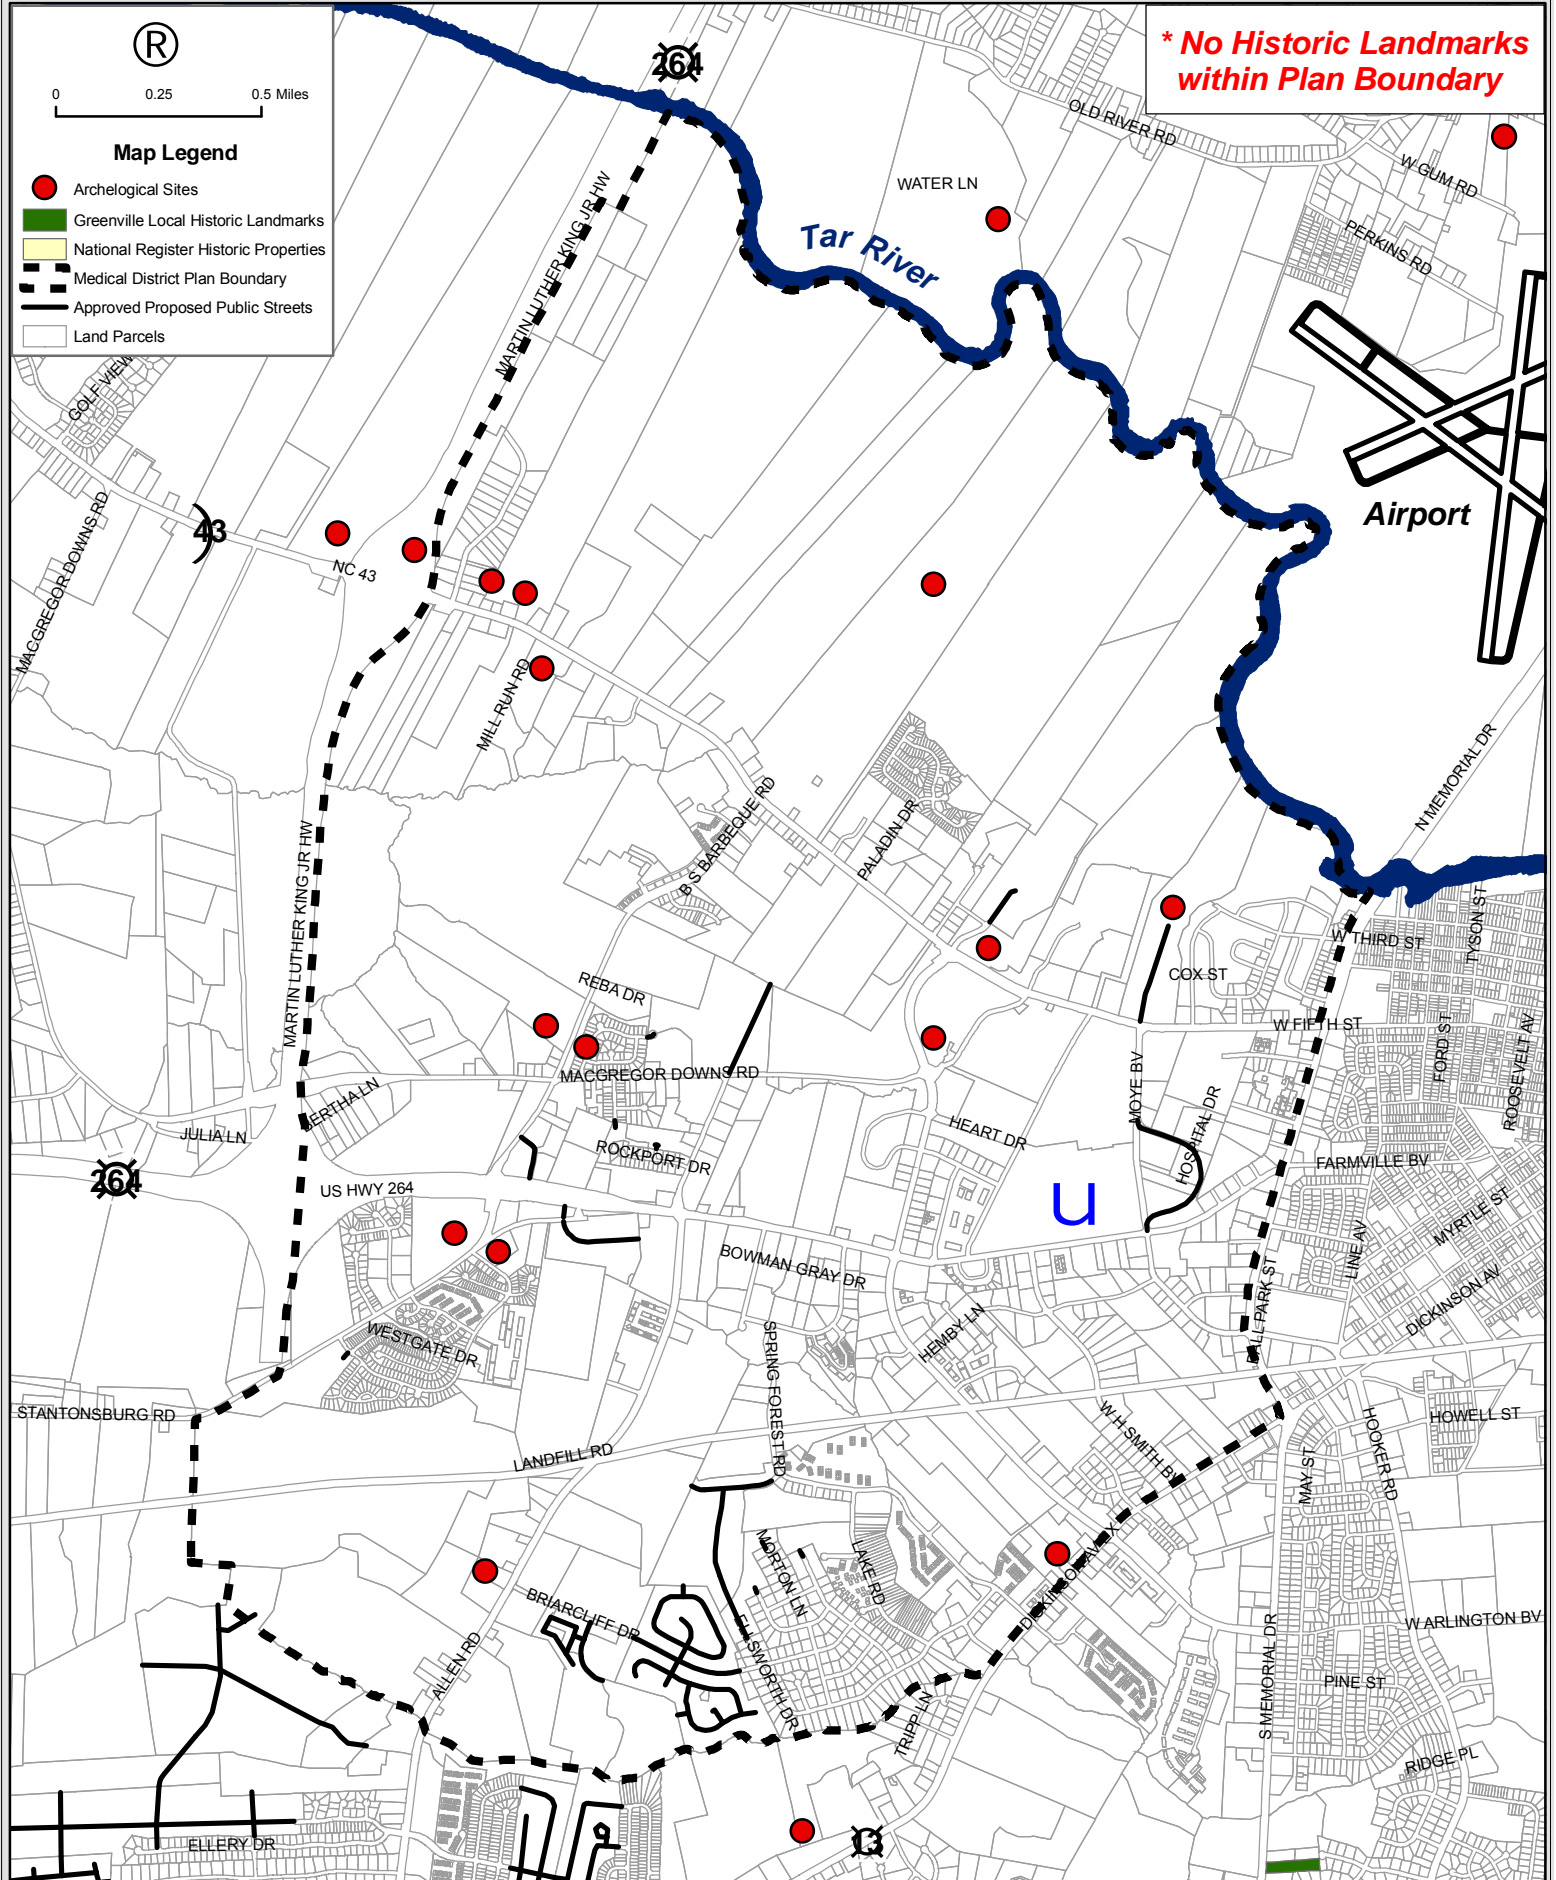 ®
0 0.25 0.5 Miles
Map Legend
Archelogical Sites
Greenville Local Historic Landmarks
National Register Historic Properties
Medical District Plan Boundary
Approved Proposed Public Streets
Land Parcels
* No Historic Landmarks
within Plan Boundary
264
OLD RIVER RD
W GUM RD
WATER LN
PERKINS RD
Tar River
MARTIN LUTHER KING JR HW
GOLF VIEW
Airport
43
NC 43
MACGREGOR DOWNS RD
MILL RUN RD
N MEMORIAL DR
B S BARBEQUE RD
PALADIN DR
MARTIN LUTHER KING JR HW
TYSON ST
W THIRD ST
COX ST
REBA DR
W FIFTH ST
FORD ST
ROOSEVELT AV
MACGREGOR DOWNS RD
BERTHA LN
MOYE BV
HOSPITAL DR
JULIA LN
HEART DR
ROCKPORT DR
FARMVILLE BV
264
US HWY 264
u
MYRTLE ST
LINE AV
BOWMAN GRAY DR
DICKINSON AV
BALL PARK ST
HEMBY LN
WESTGATE DR
SPRING FOREST RD
STANTONSBURG RD
W H SMITH BV
HOWELL ST
HOOKER RD
LANDFILL RD
MAY ST
MORTON LN
LAKE RD
DICKINSON AV EX
BRIARCLIFF DR
ELLSWORTH DR
W ARLINGTON BV
ALLEN RD
S MEMORIAL DR
PINE ST
TRIPP LN
RIDGE PL
13
ELLERY DR